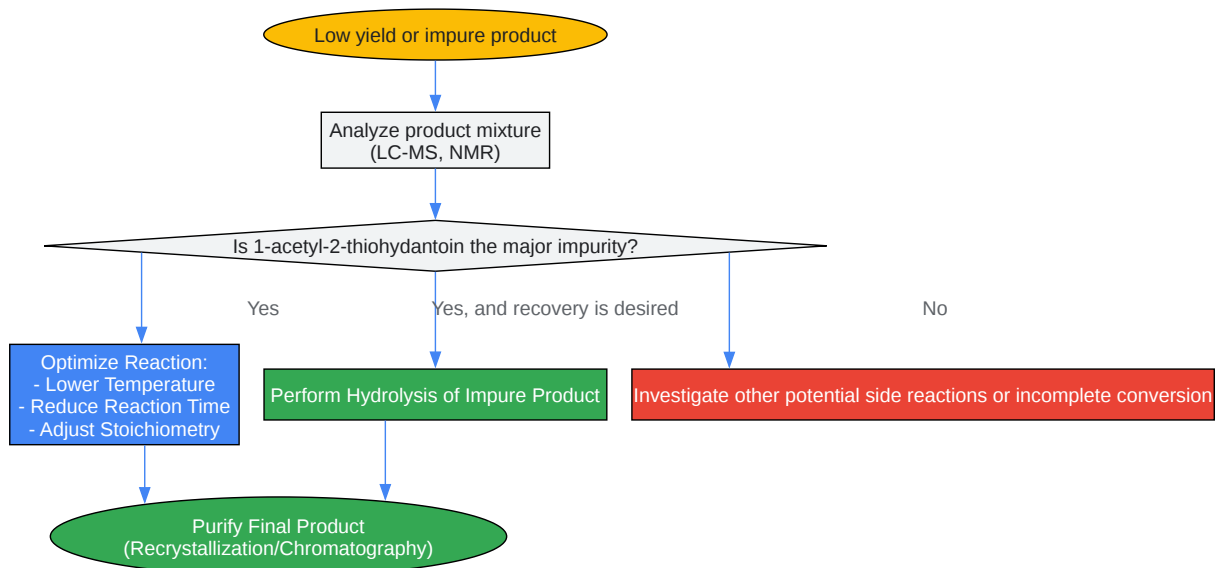 Low yield or impure product
Analyze product mixture
(LC-MS, NMR)
Is 1-acetyl-2-thiohydantoin the major impurity?
Yes
Yes, and recovery is desired
No
Optimize Reaction:
- Lower Temperature
- Reduce Reaction Time
- Adjust Stoichiometry
Perform Hydrolysis of Impure Product
Investigate other potential side reactions or incomplete conversion
Purify Final Product
(Recrystallization/Chromatography)